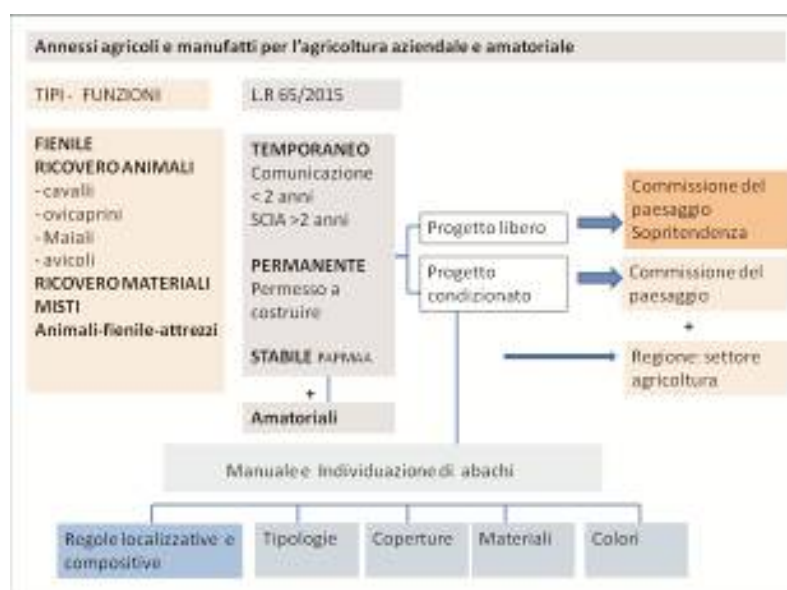 Annessi agricoli e manufatti per l'agricoltura aziendale e amatoriale
TIPI - FUNZIONI
L.R 65/2015
FIENILE
RICOVERO ANIMALI
-cavalli
-ovicaprini
-Maiali
-avicoli
RICOVERO MATERIALI
MISTI
Animali-fienile-attrezzi
TEMPORANEO
Comunicazione
< 2 anni
SCIA >2 anni
PERMANENTE
Permesso a
costruire
STABILE PAPMAA
+
Amatoriali
Progetto libero
Progetto
condizionato
Commissione del
paesaggio
Sopritendenza
Commissione del
paesaggio
+
Regione: settore
agricoltura
Manuale e Individuazione di abachi
Regole localizzative e
compositive
Tipologie
Coperture
Materiali
Colori